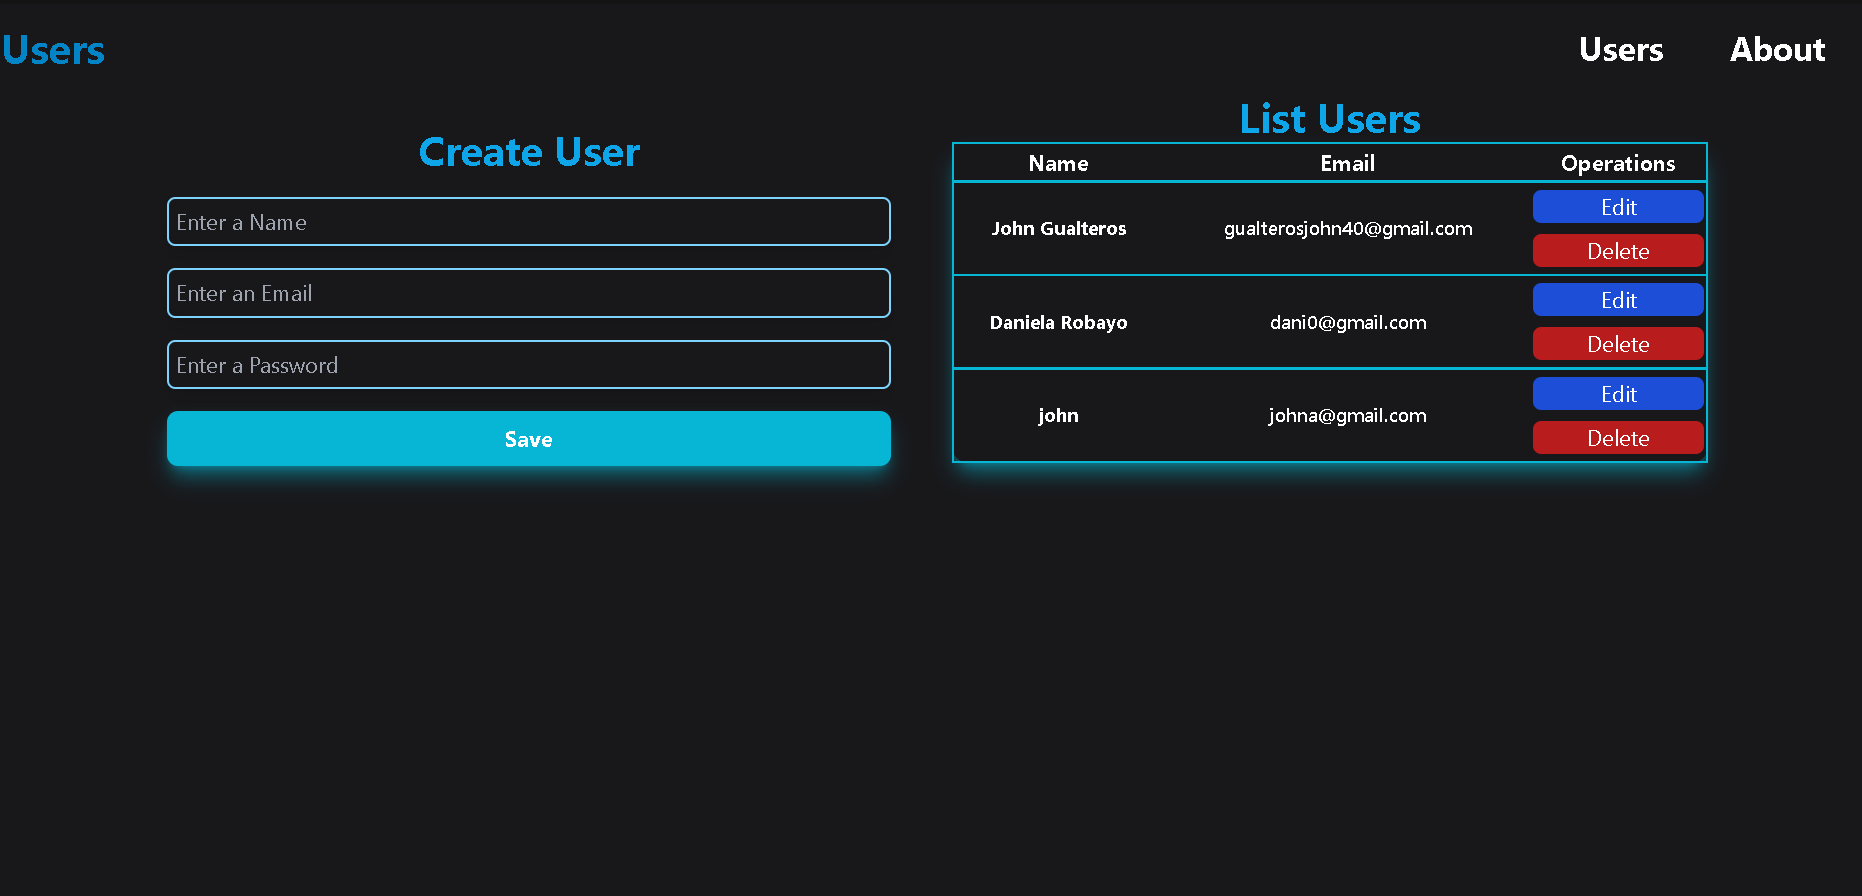 Users
Users About
Create User
Enter a Name
Enter an Email
Enter a Password
Save
List Users
Name Email Operations
John Gualteros gualterosjohn40@gmail.com Edit
Delete
Daniela Robayo dani0@gmail.com Edit
Delete
john johna@gmail.com Edit
Delete